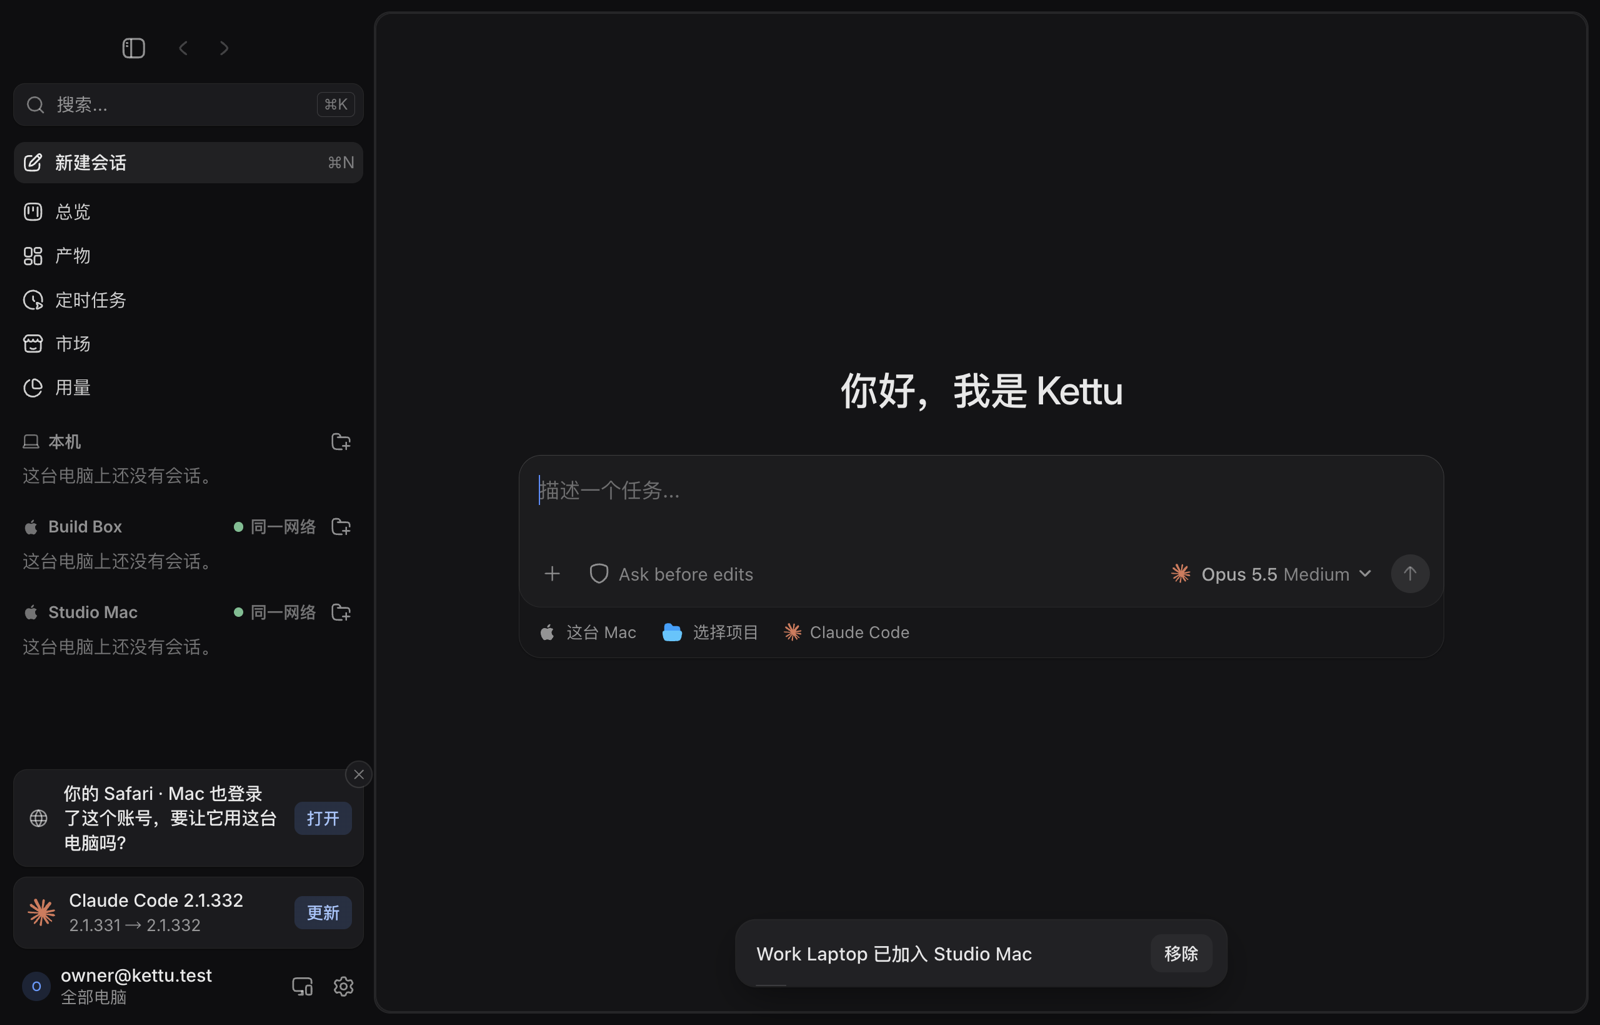 搜索...
⌘K
新建会话
⌘N
总览
产物
定时任务
市场
用量
本机
这台电脑上还没有会话。
Build Box
同一网络
这台电脑上还没有会话。
Studio Mac
同一网络
这台电脑上还没有会话。
你的 Safari · Mac 也登录
了这个账号，要让它用这台
电脑吗?
打开
Claude Code 2.1.332
2.1.331 → 2.1.332
更新
O
owner@kettu.test
全部电脑
你好，我是 Kettu
描述一个任务...
Ask before edits
Opus 5.5 Medium
这台 Mac
选择项目
Claude Code
Work Laptop 已加入 Studio Mac
移除